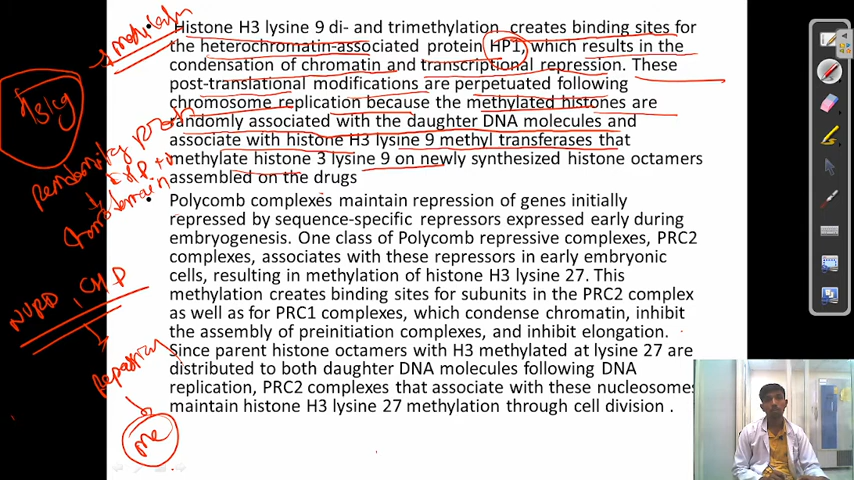 Histone H3 lysine 9 di- and trimethylation, creates binding sites for
the heterochromatin-associated protein HP1, which results in the
condensation of chromatin and transcriptional repression. These
post-translational modifications are perpetuated following
chromosome replication because the methylated histones are
randomly associated with the daughter DNA molecules and
associate with histone H3 lysine 9 methyl transferases that
methylate histone 3 lysine 9 on newly synthesized histone octamers
assembled on the drugs
Polycomb complexes maintain repression of genes initially
repressed by sequence-specific repressors expressed early during
embryogenesis. One class of Polycomb repressive complexes, PRC2
complexes, associates with these repressors in early embryonic
cells, resulting in methylation of histone H3 lysine 27. This
methylation creates binding sites for subunits in the PRC2 complex
as well as for PRC1 complexes, which condense chromatin, inhibit
the assembly of preinitiation complexes, and inhibit elongation.
Since parent histone octamers with H3 methylated at lysine 27 are
distributed to both daughter DNA molecules following DNA
replication, PRC2 complexes that associate with these nucleosomes
maintain histone H3 lysine 27 methylation through cell division .
NURD
me